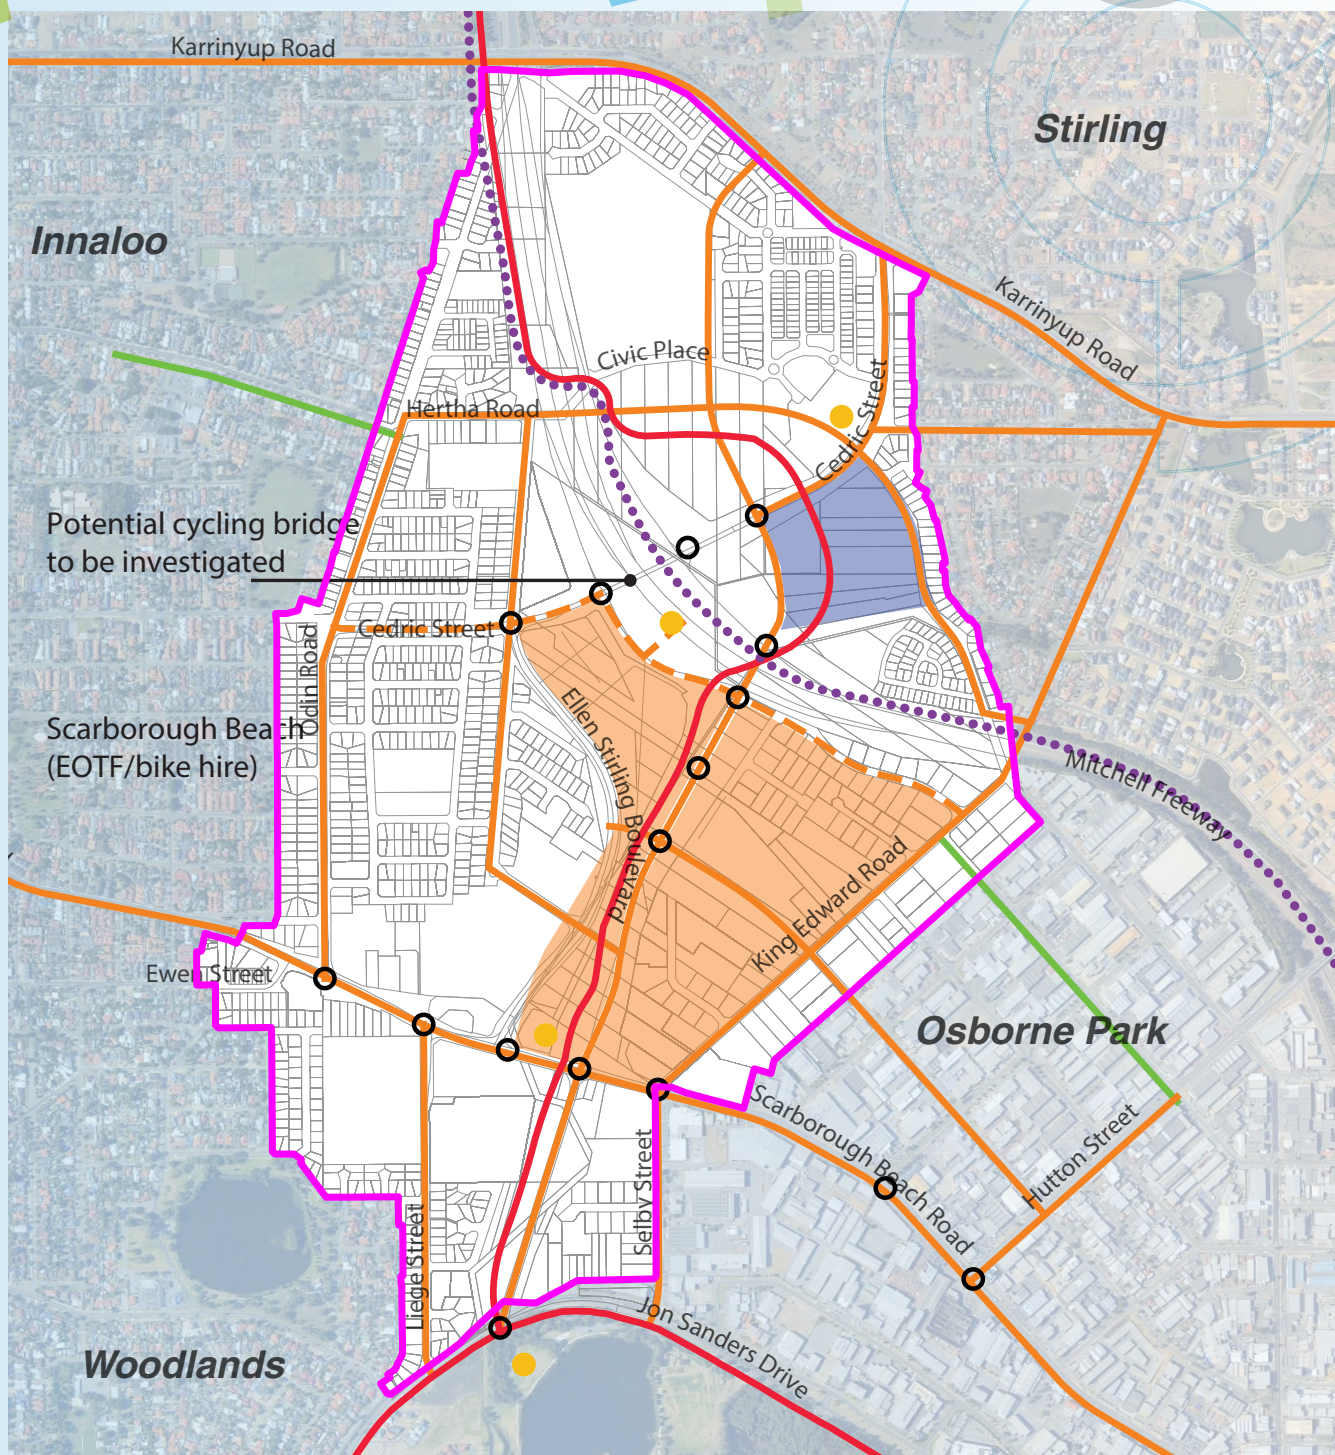 Karrinyup Road
Stirling
Innaloo
Karrinyup Road
Civic Place
Cedric Street
Hertha Road
Potential cycling bridge
to be investigated
Cedric Street
Odin Road
Ellen Stirling Boulevard
Scarborough Beach
(EOTF/bike hire)
Mitchell Freeway
King Edward Road
Ewen Street
Osborne Park
Scarborough Beach Road
Hutton Street
Selby Street
Liege Street
Jon Sanders Drive
Woodlands